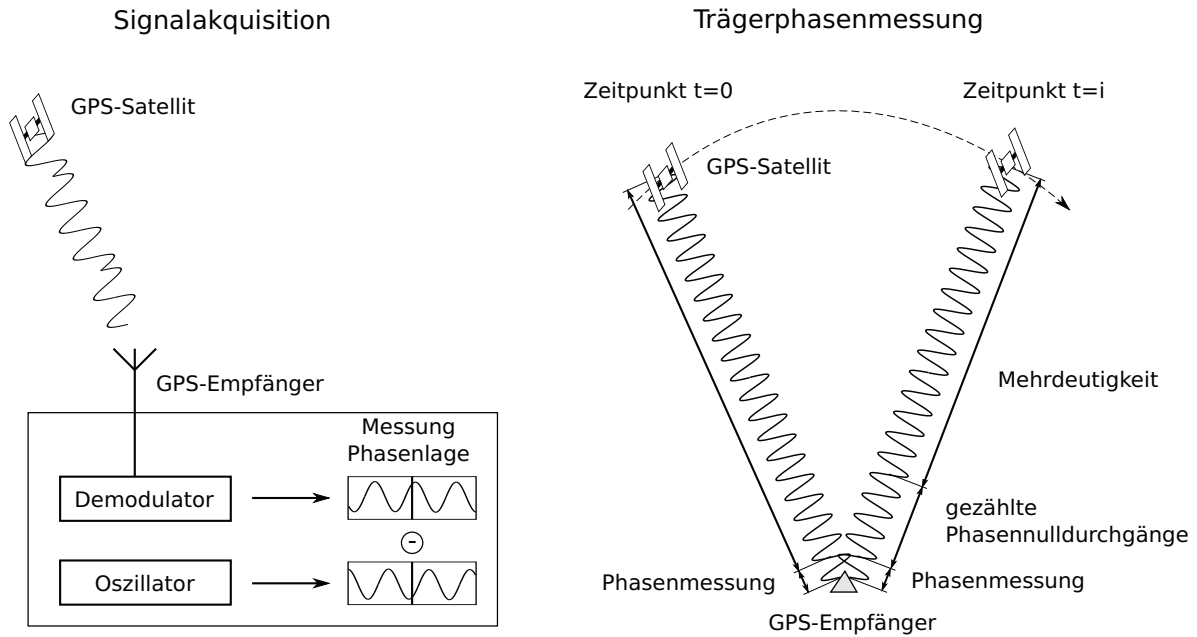 Signalakquisition
GPS-Satellit
GPS-Empfänger
Messung
Phasenlage
Demodulator
-
Oszillator
Trägerphasenmessung
Zeitpunkt t=0
Zeitpunkt t=i
GPS-Satellit
Mehrdeutigkeit
gezählte
Phasennulldurchgänge
Phasenmessung
Phasenmessung
GPS-Empfänger